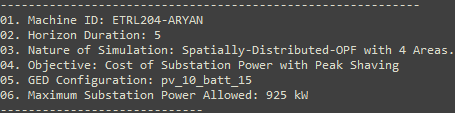 ------------------------------------------------------------
01. Machine ID: ETRL204-ARYAN
02. Horizon Duration: 5
03. Nature of Simulation: Spatially-Distributed-OPF with 4 Areas.
04. Objective: Cost of Substation Power with Peak Shaving
05. GED Configuration: pv_10_batt_15
06. Maximum Substation Power Allowed: 925 kW
-----------------------------